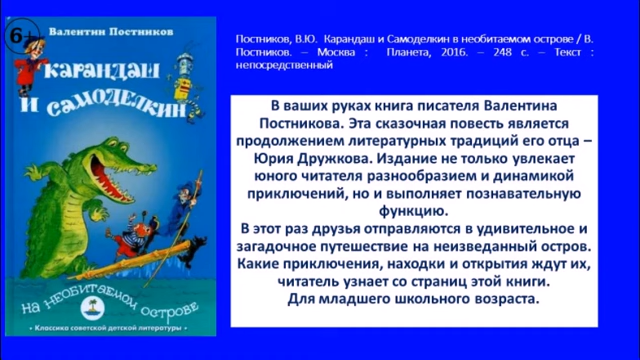 6+
Валентин Постников
КАРАНДАШ
И САМОДЕЛКИН
НА НЕОБИТАЕМОМ ОСТРОВЕ
• Классика советской детской литературы •
Постников, В.Ю. Карандаш и Самоделкин в необитаемом острове / В.
Постников. – Москва : Планета, 2016. – 248 с. – Текст :
непосредственный
В ваших руках книга писателя Валентина
Постникова. Эта сказочная повесть является
продолжением литературных традиций его отца –
Юрия Дружкова. Издание не только увлекает
юного читателя разнообразием и динамикой
приключений, но и выполняет познавательную
функцию.
В этот раз друзья отправляются в удивительное и
загадочное путешествие на неизведанный остров.
Какие приключения, находки и открытия ждут их,
читатель узнает со страниц этой книги.
Для младшего школьного возраста.